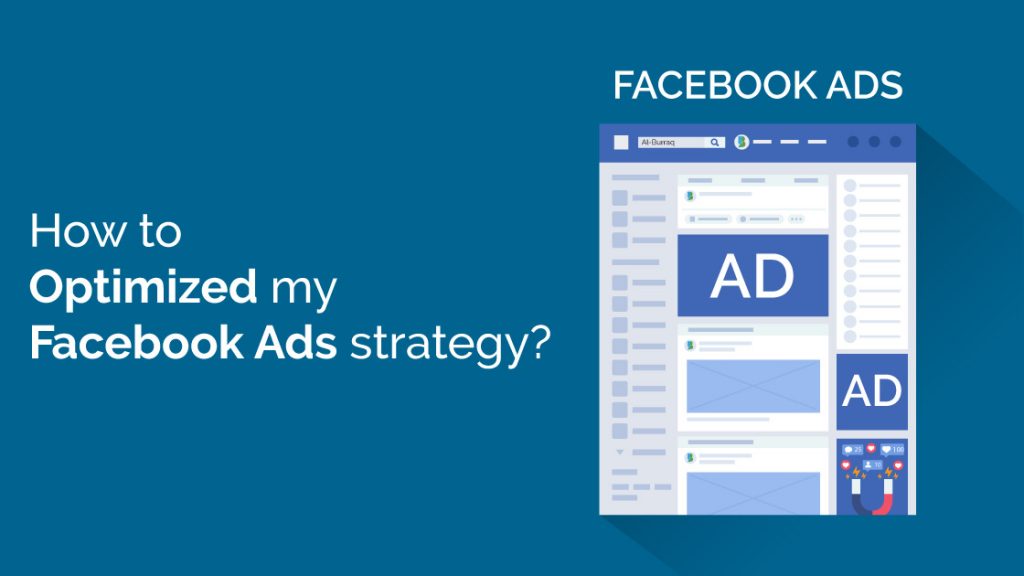 How to
Optimized my
Facebook Ads strategy?
FACEBOOK ADS
Al-Burraq
AD
AD
25
100
10